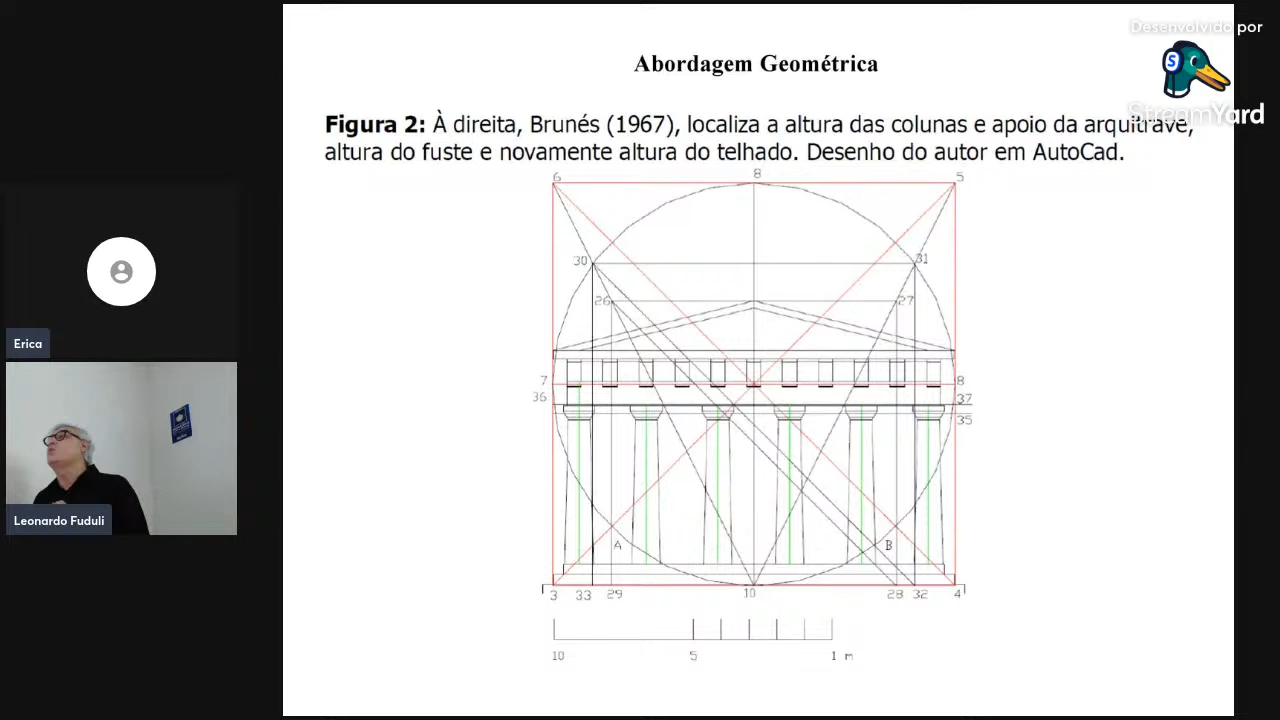 Desenvolvido por
StreamYard
Abordagem Geométrica
Figura 2: À direita, Brunés (1967), localiza a altura das colunas e apoio da arquitrave,
altura do fuste e novamente altura do telhado. Desenho do autor em AutoCad.
6 8 5
30 31
26 27
7 8
36 37
35
A B
3 33 29 10 28 32 4
10 5 1 m
Erica
Leonardo Fuduli